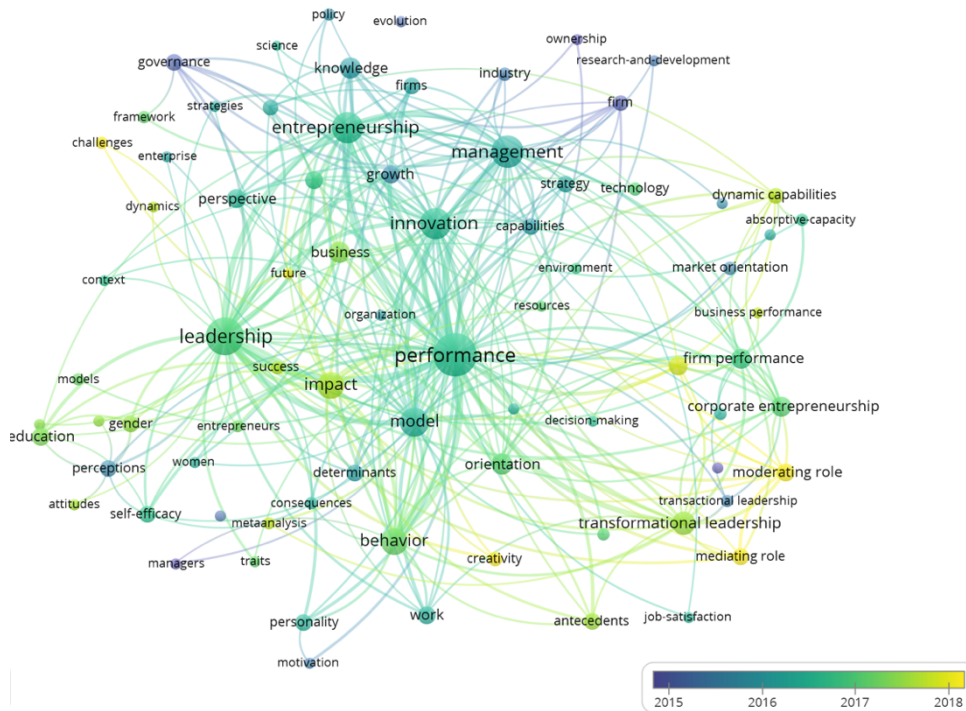 policy
evolution
science
ownership
governance
knowledge
industry
research-and-development
firms
strategies
firm
framework
entrepreneurship
challenges
enterprise
management
growth
strategy
technology
perspective
dynamic capabilities
dynamics
innovation
capabilities
absorptive-capacity
business
future
environment
market orientation
context
resources
organization
business performance
leadership
performance
success
firm performance
impact
models
corporate entrepreneurship
gender
entrepreneurs
model
decision-making
education
perceptions
women
determinants
orientation
moderating role
attitudes
self-efficacy
consequences
transactional leadership
metaanalysis
transformational leadership
behavior
managers
traits
creativity
mediating role
personality
work
antecedents
job-satisfaction
motivation
2015 2016 2017 2018